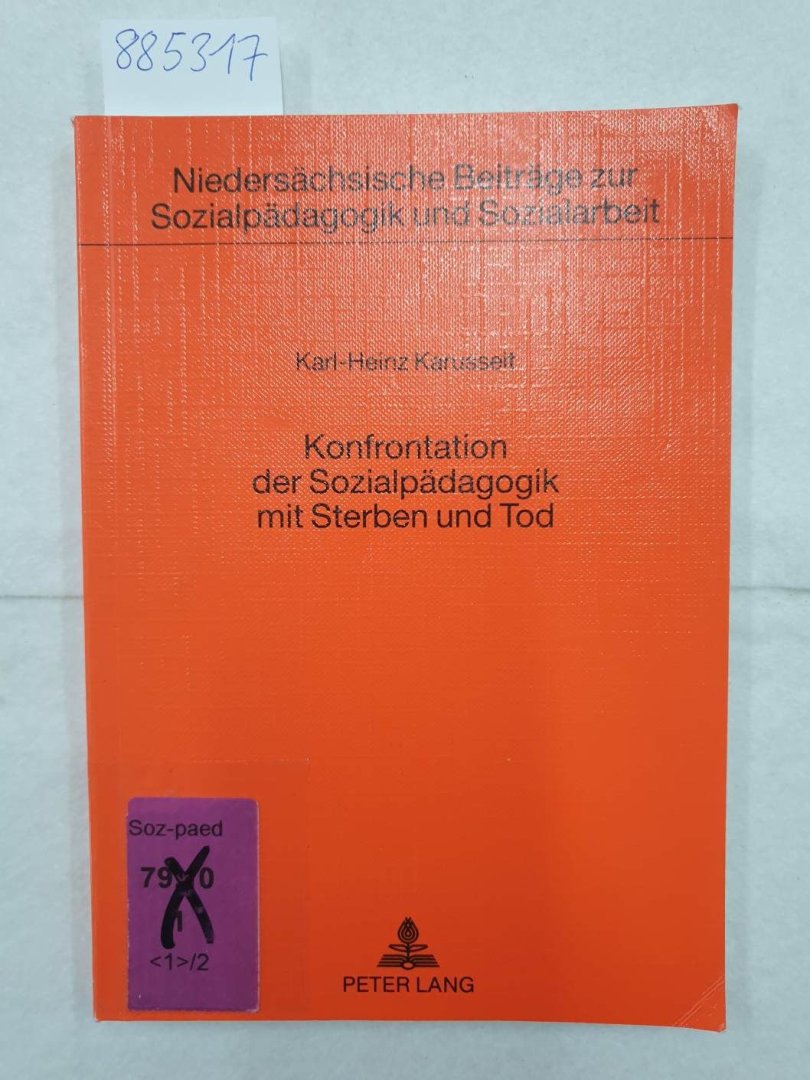 885317
Niedersächsische Beiträge zur
Sozialpädagogik und Sozialarbeit
Karl-Heinz Karusseit
Konfrontation
der Sozialpädagogik
mit Sterben und Tod
Soz-paed
1
<1>/2
PETER LANG